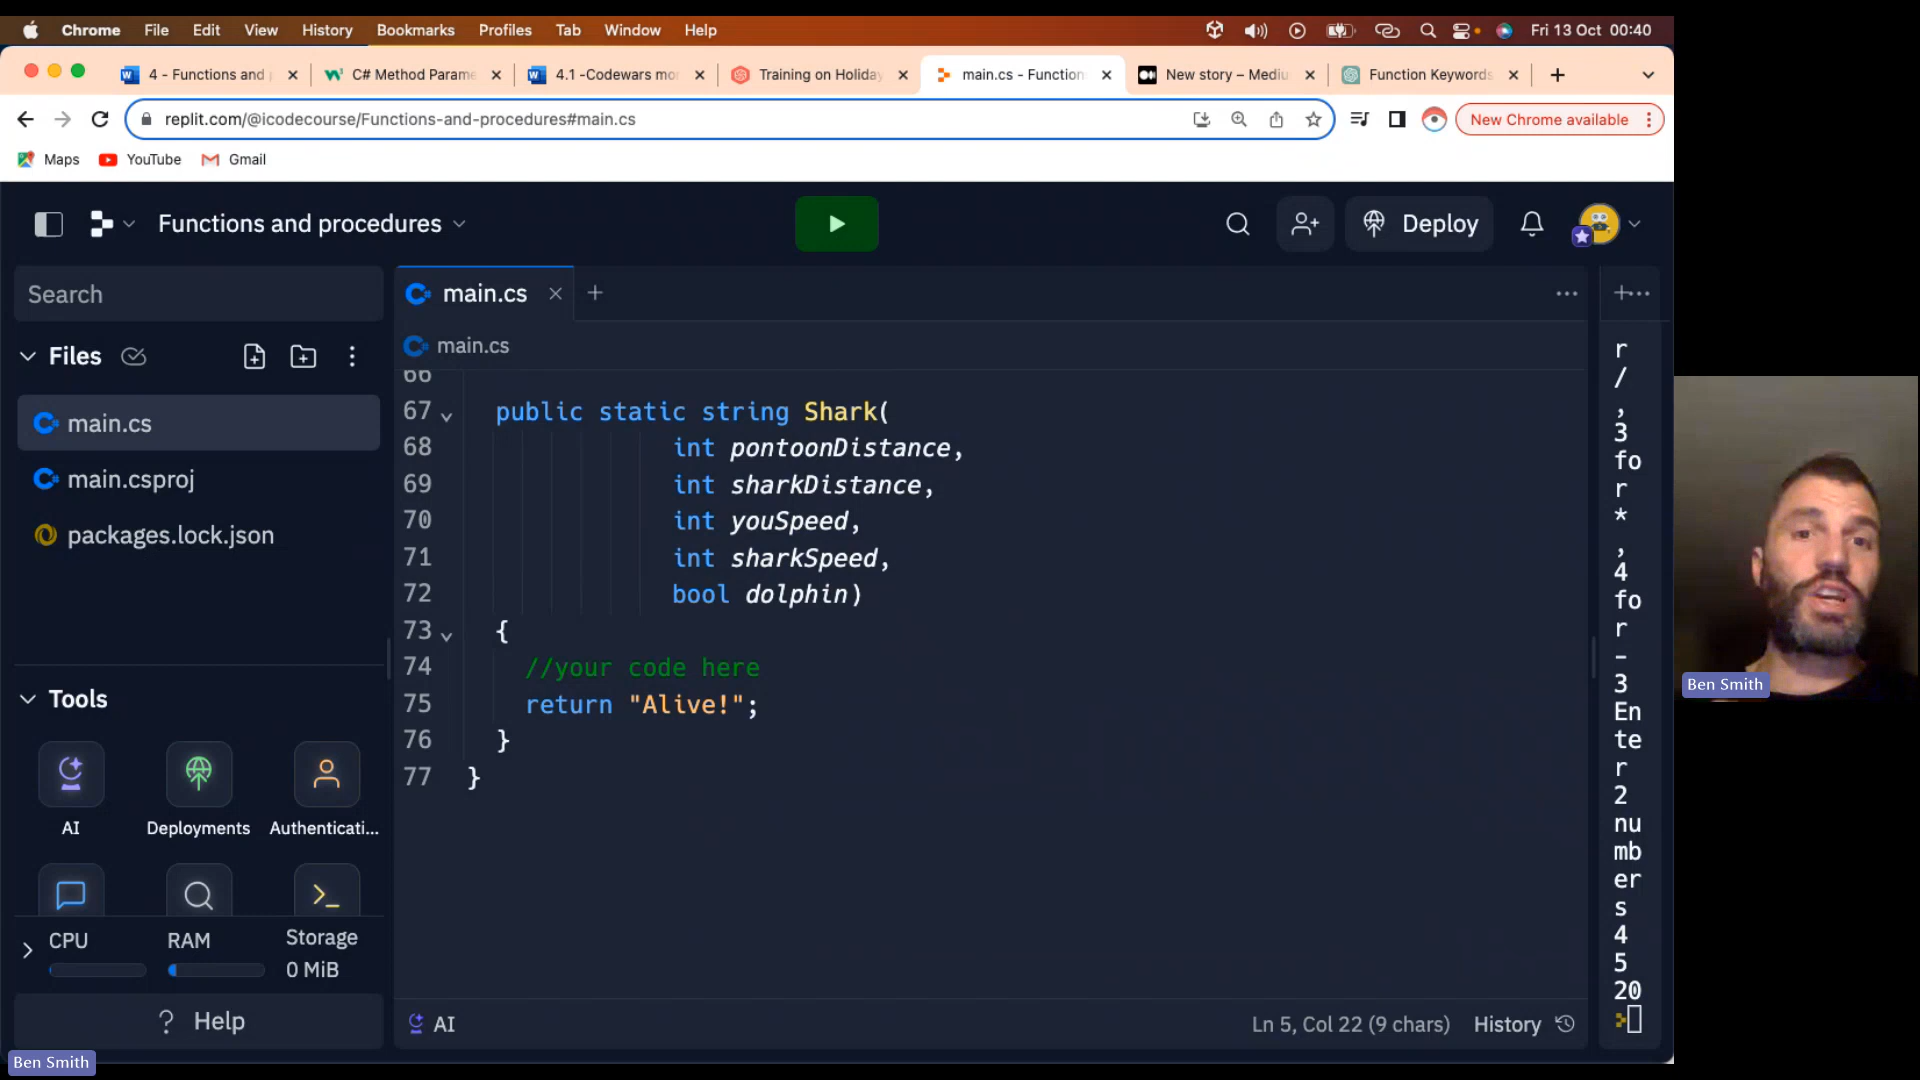 Chrome File Edit View History Bookmarks Profiles Tab Window Help Fri 13 Oct 00:40
4 - Functions and C# Method Parame 4.1 -Codewars mo Training on Holiday main.cs - Function New story – Mediu Function Keywords
replit.com/@icodecourse/Functions-and-procedures#main.cs New Chrome available
Maps YouTube Gmail
Functions and procedures Deploy
Search
Files
main.cs
main.csproj
packages.lock.json
Tools
AI Deployments Authenticati...
CPU RAM Storage
0 MiB
? Help
main.cs
main.cs
66
67 public static string Shark(
68 int pontoonDistance,
69 int sharkDistance,
70 int youSpeed,
71 int sharkSpeed,
72 bool dolphin)
73 {
74 //your code here
75 return "Alive!";
76 }
77 }
AI Ln 5, Col 22 (9 chars) History
r
/
,
3
fo
r
*
,
4
fo
r
-
3
En
te
r
2
nu
mb
er
s
4
5
20
Ben Smith
Ben Smith